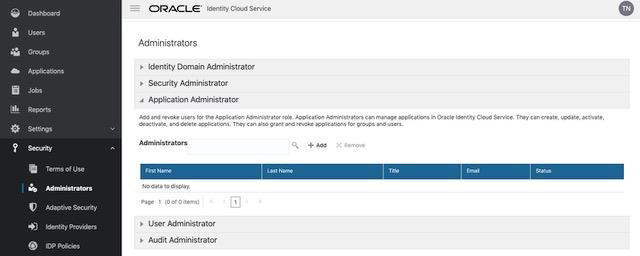 Dashboard
Users
Groups
Applications
Jobs
Reports
Settings
Security
Terms of Use
Administrators
Adaptive Security
Identity Providers
IDP Policies
ORACLE® Identity Cloud Service
TN
Administrators
Identity Domain Administrator
Security Administrator
Application Administrator
Add and revoke users for the Application Administrator role. Application Administrators can manage applications in Oracle Identity Cloud Service. They can create, update, activate,
deactivate, and delete applications. They can also grant and revoke applications for groups and users.
Administrators + Add Remove
First Name Last Name Title Email Status
No data to display.
Page 1 (0 of 0 items) 1
User Administrator
Audit Administrator